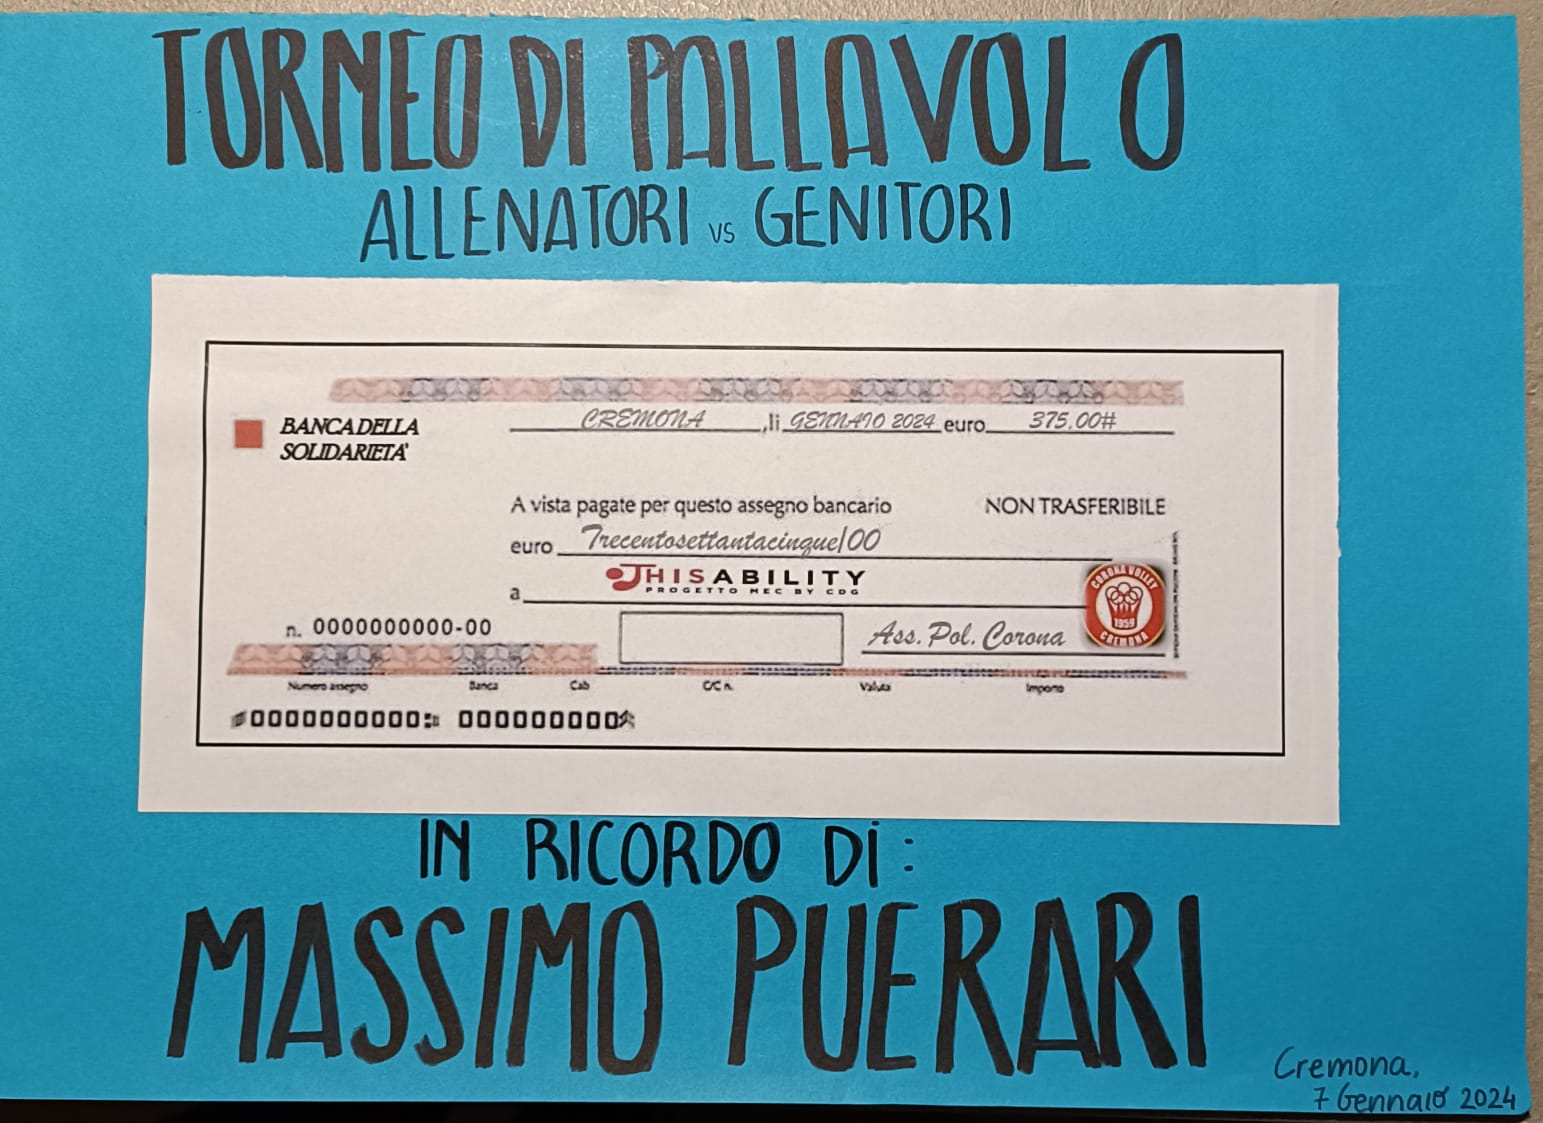 TORNEO DI PALLAVOLO
ALLENATORI vs GENITORI
BANCA DELLA
SOLIDARIETA'
CREMONA ,li GENNAIO 2024 euro 375.00#
A vista pagate per questo assegno bancario NON TRASFERIBILE
euro Trecentosettantacinque/00
a THISABILITY
PROGETTO MEC BY CDG
CORONA VOLLEY
1959
CREMONA
n. 0000000000-00
Ass. Pol. Corona
Numero assegno Banca Cab C/C n. Valuta Importo
0000000000 000000000
IN RICORDO DI:
MASSIMO PUERARI
Cremona,
7 Gennaio 2024